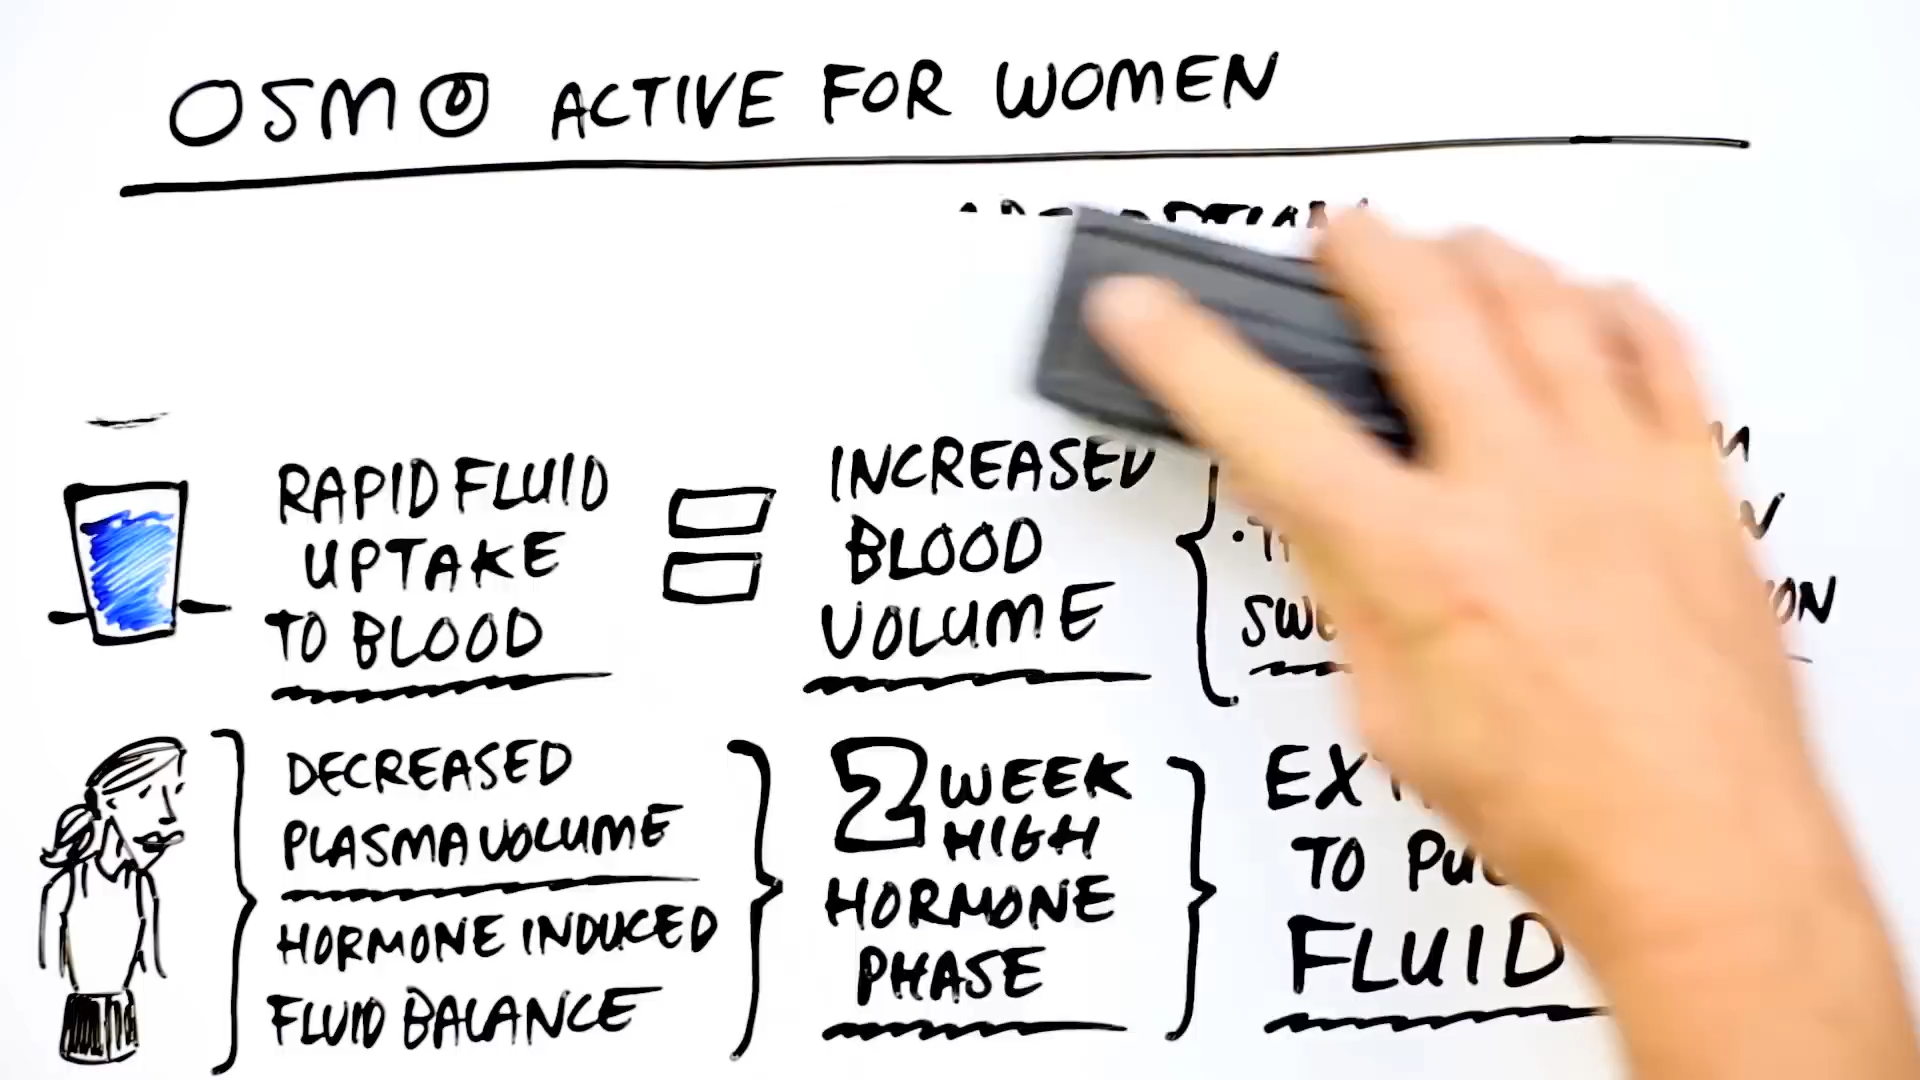 OSMO ACTIVE FOR WOMEN
RAPID FLUID
UPTAKE
TO BLOOD
INCREASED
BLOOD
VOLUME
DECREASED
PLASMA VOLUME
HORMONE INDUCED
FLUID BALANCE
2 WEEK
HIGH
HORMONE
PHASE
TO
FLUID